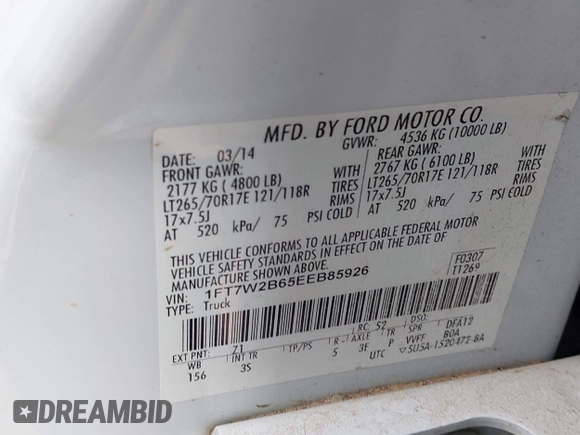 MFD. BY FORD MOTOR CO.
DATE: 03/14 GVWR: 4536 KG (10000 LB)
FRONT GAWR: REAR GAWR:
2177 KG ( 4800 LB) WITH 2767 KG ( 6100 LB) WITH
LT265/70R17E 121/118R TIRES LT265/70R17E 121/118R TIRES
17x7.5J RIMS 17x7.5J RIMS
AT 520 kPa/ 75 PSI COLD AT 520 kPa/ 75 PSI COLD
THIS VEHICLE CONFORMS TO ALL APPLICABLE FEDERAL MOTOR
VEHICLE SAFETY STANDARDS IN EFFECT ON THE DATE OF
MANUFACTURE SHOWN ABOVE.
VIN: 1FT7W2B65EEB85926 F0307
TYPE: Truck T1269
EXT PNT: Z1 RC: 52 DSO:
WB INT TR TP/PS R AXLE TR SPR DFA12
156 3S 5 3E P VVFF BOA
UTC 5U5A-1520472-BA
DREAMBID